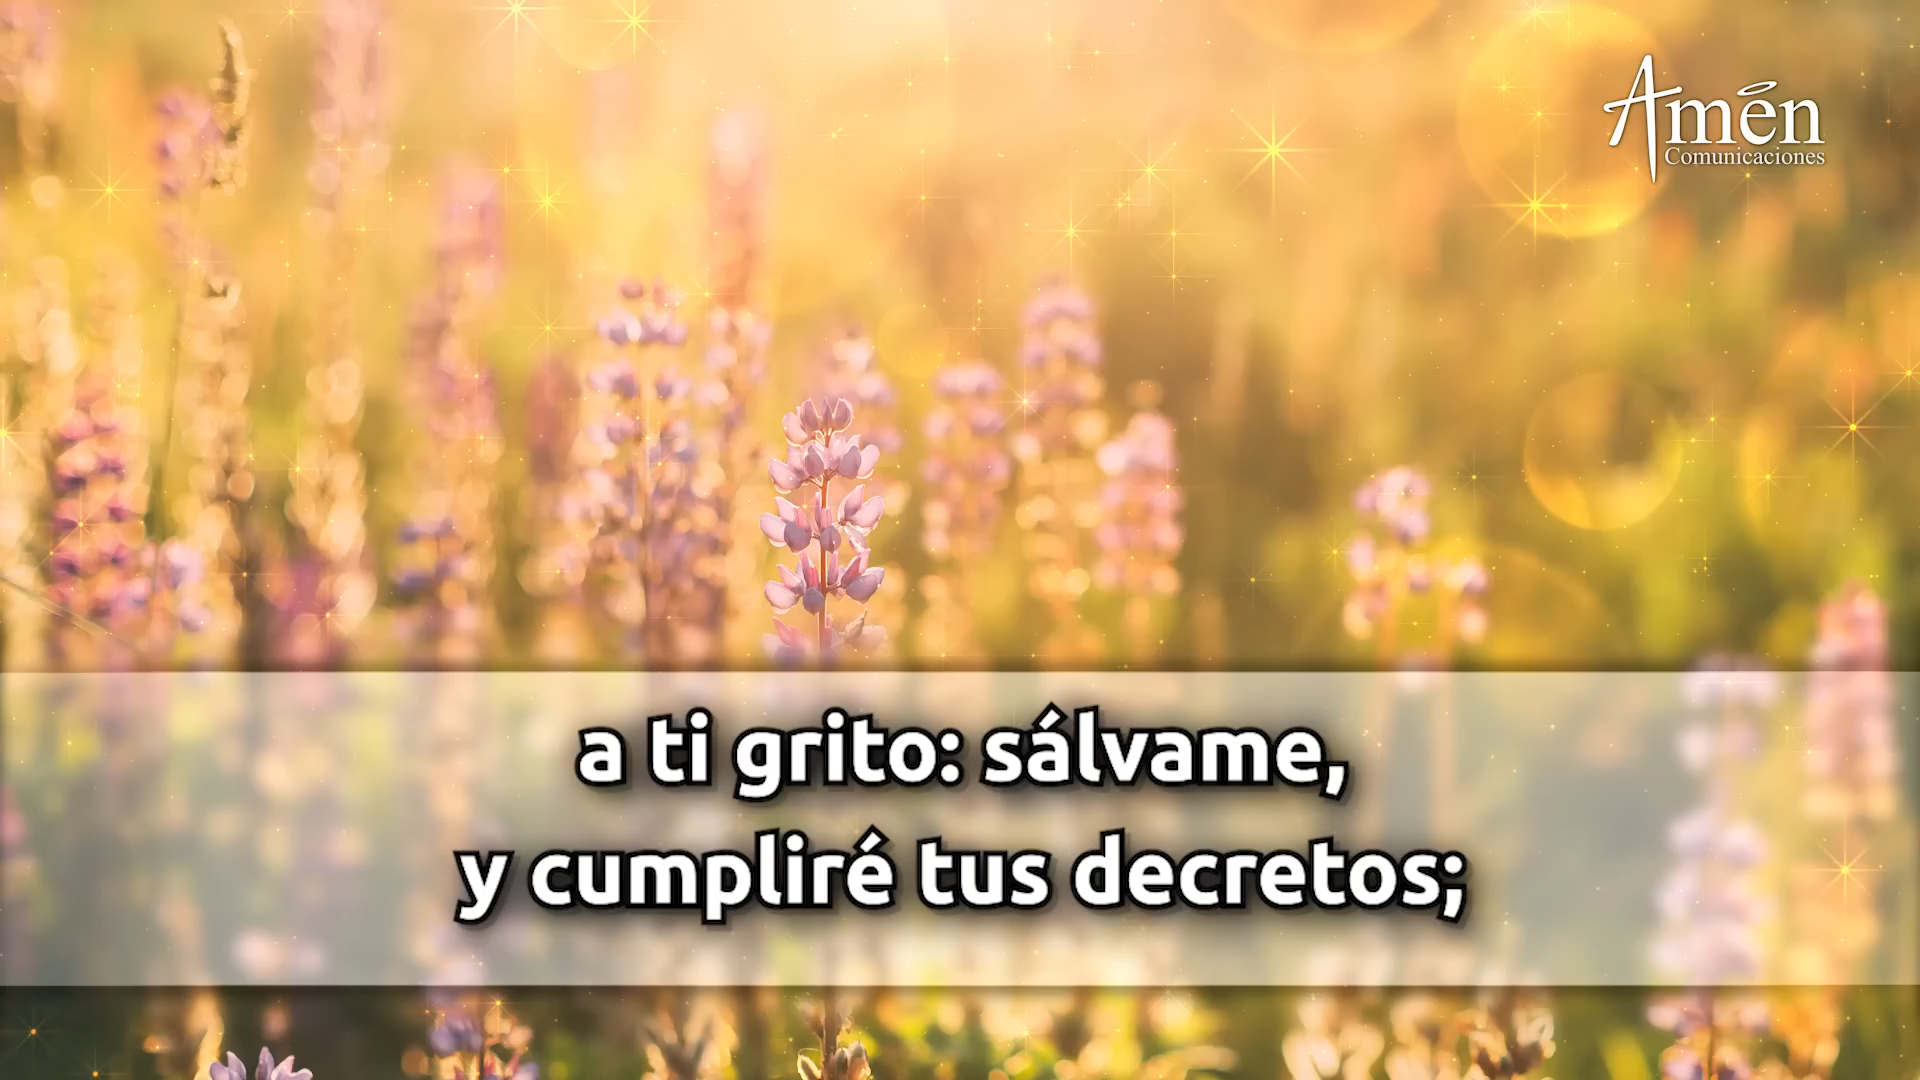 Amén
Comunicaciones
a ti grito: sálvame,
y cumpliré tus decretos;